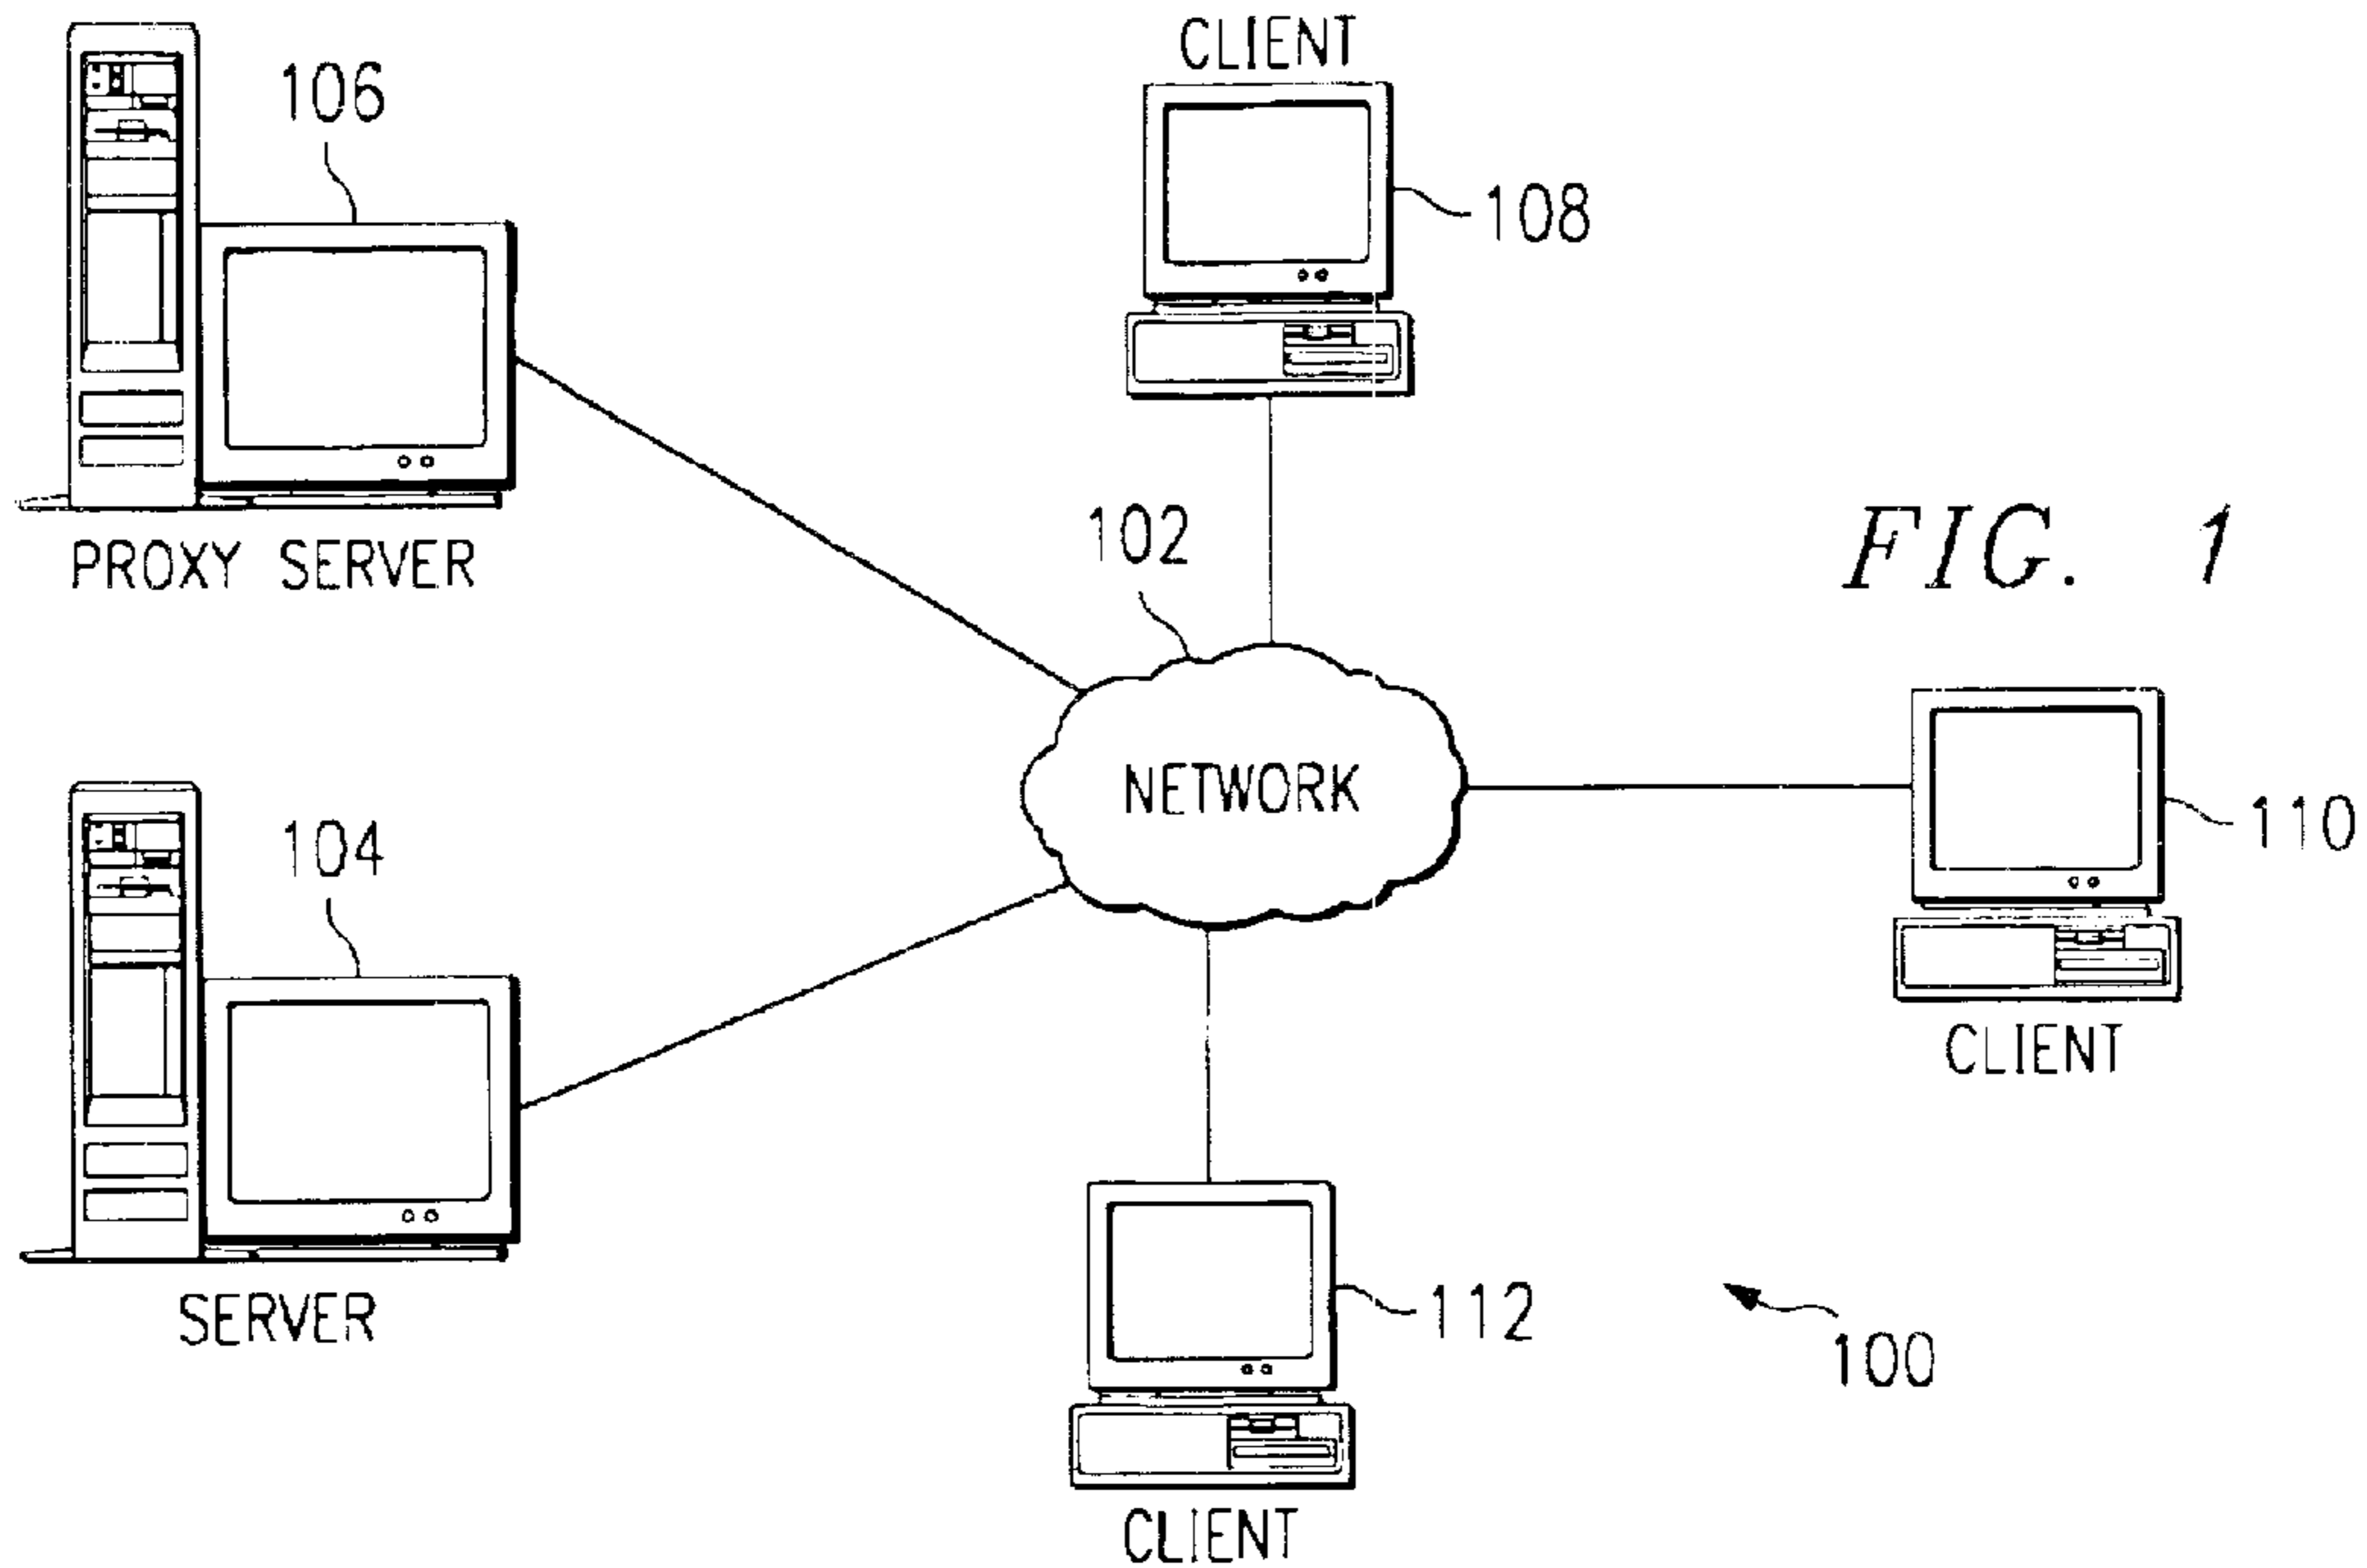 CLIENT
106
108
102
PROXY SERVER
FIG. 1
NETWORK
104
110
CLIENT
SERVER
112
100
CLIENT